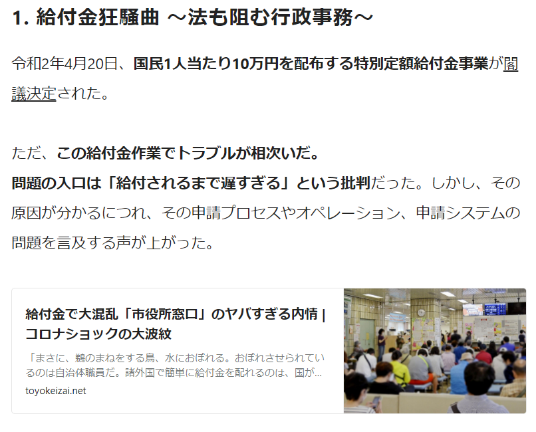 1. 給付金狂騒曲 ～法も阻む行政事務～
令和2年4月20日、国民1人当たり10万円を配布する特別定額給付金事業が閣
議決定された。
ただ、この給付金作業でトラブルが相次いだ。
問題の入口は「給付されるまで遅すぎる」という批判だった。しかし、その
原因が分かるにつれ、その申請プロセスやオペレーション、申請システムの
問題を言及する声が上がった。
給付金で大混乱「市役所窓口」のヤバすぎる内情 |
コロナショックの大波紋
「まさに、鵜のまねをする烏、水におぼれる。おぼれさせられてい
るのは自治体職員だ。諸外国で簡単に給付金を配れるのは、国が...
toyokeizai.net